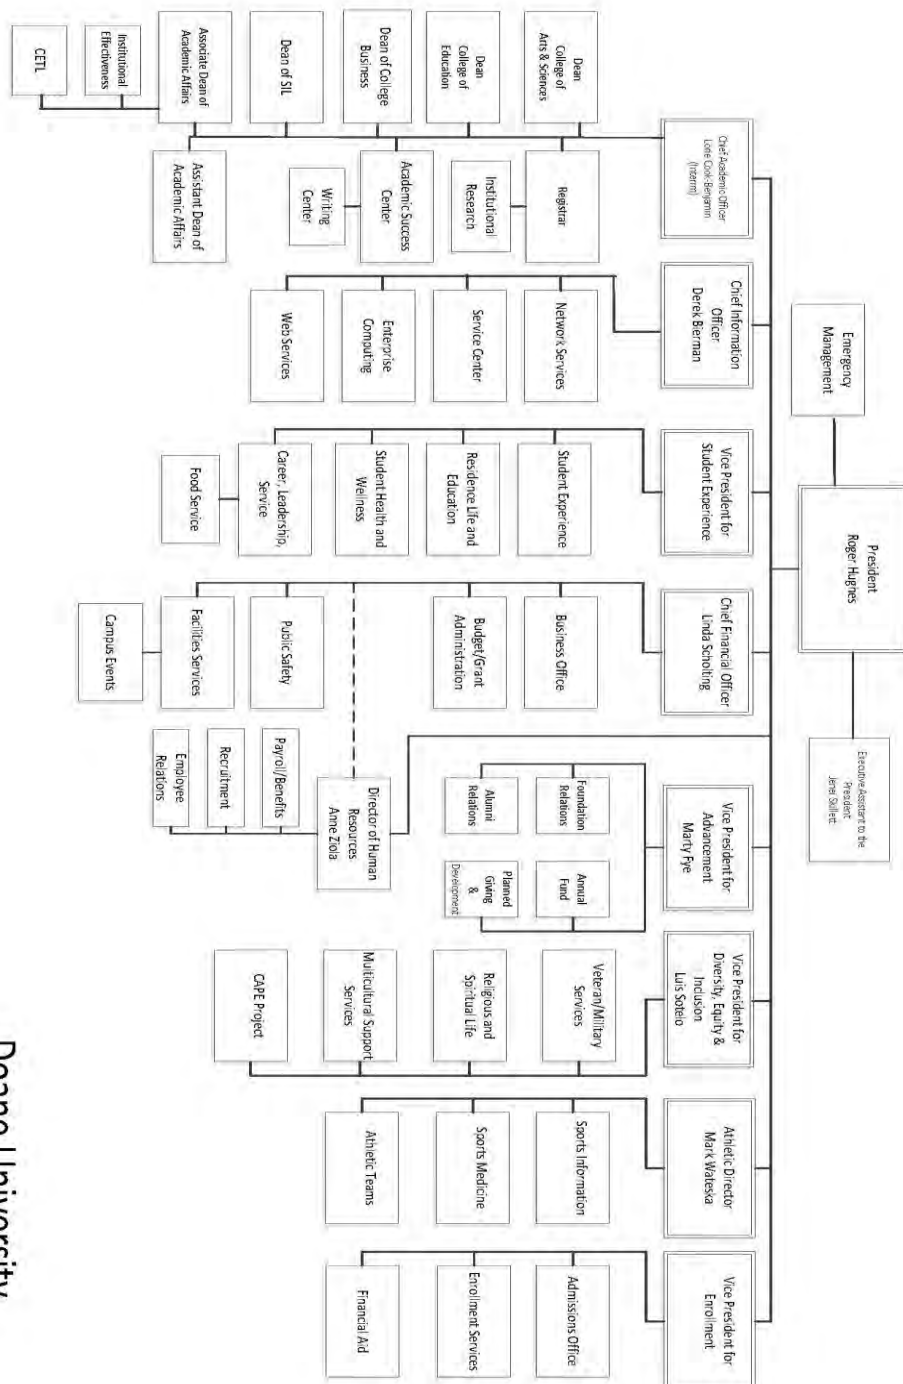 Emergency
Management
President
Roger Hughes
Executive Assistant to the
President
Chief Academic Officer
Lorie Cook-Benjamin
(Interim)
Chief Information
Officer
Derek Bierman
Vice President for
Student Experience
Chief Financial Officer
Linda Scholting
Vice President for
Advancement
Marty Fye
Vice President for
Diversity, Equity &
Inclusion
Luis Sotelo
Athletic Director
Mark Wateska
Vice President for
Enrollment
Dean
College of
Arts & Sciences
Dean
College of
Education
Dean of College
Business
Dean of SIL
Associate Dean of
Academic Affairs
Institutional
Effectiveness
CETL
Registrar
Institutional
Research
Academic Success
Center
Writing
Center
Assistant Dean of
Academic Affairs
Network Services
Service Center
Enterprise
Computing
Web Services
Student Experience
Residence Life and
Education
Student Health and
Wellness
Career, Leadership,
Service
Food Service
Business Office
Budget/Grant
Administration
Public Safety
Facilities Services
Campus Events
Director of Human
Resources
Anne Ziola
Payroll/Benefits
Recruitment
Employee
Relations
Foundation
Relations
Alumni
Relations
Annual
Fund
Planned
Giving
&
Development
Veteran/Military
Services
Religious and
Spiritual Life
Multicultural Support
Services
CAPE Project
Sports Information
Sports Medicine
Athletic Teams
Admissions Office
Enrollment Services
Financial Aid
Doane University